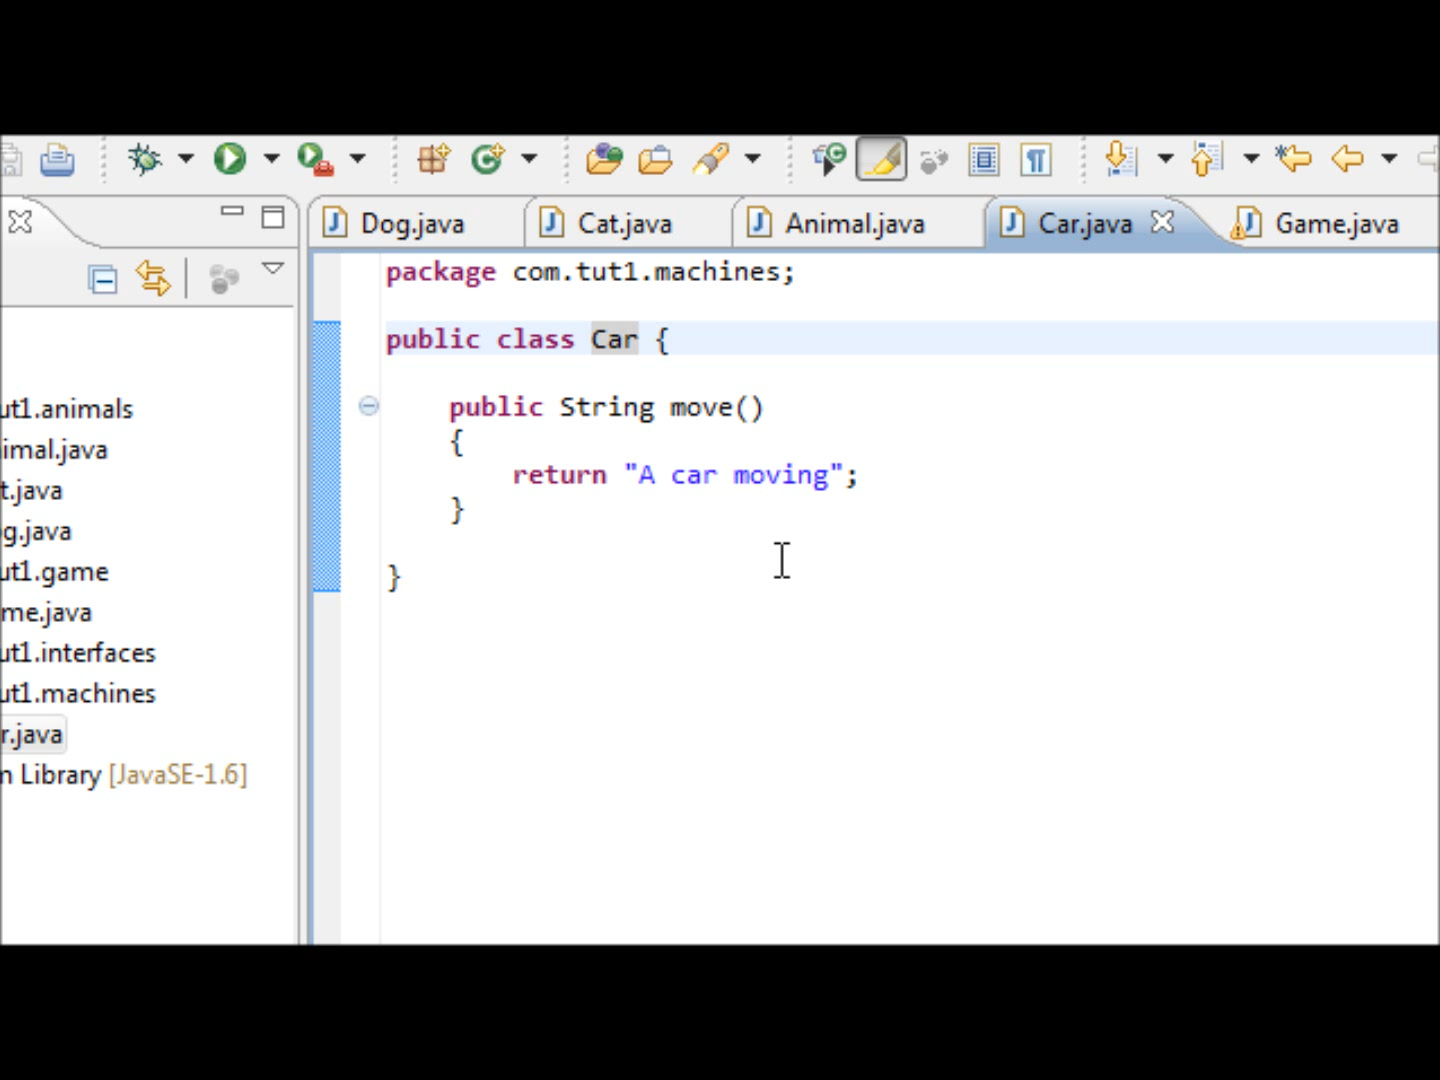 Dog.java
Cat.java
Animal.java
Car.java
Game.java
ut1.animals
imal.java
t.java
g.java
ut1.game
me.java
ut1.interfaces
ut1.machines
r.java
n Library [JavaSE-1.6]
package com.tut1.machines;
public class Car {
public String move()
{
return "A car moving";
}
}